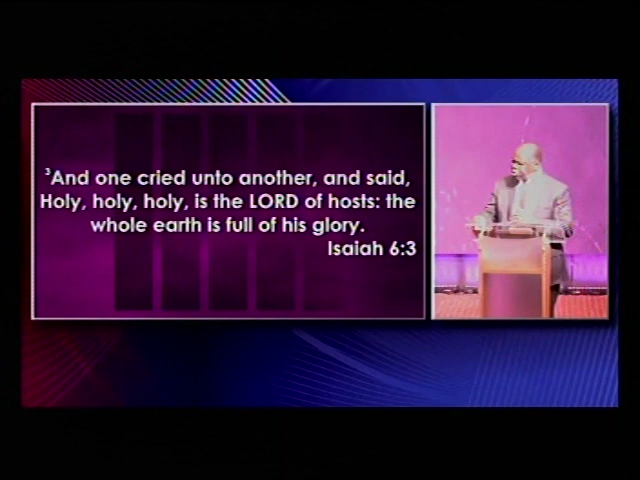 ³And one cried unto another, and said,
Holy, holy, holy, is the LORD of hosts: the
whole earth is full of his glory.
Isaiah 6:3